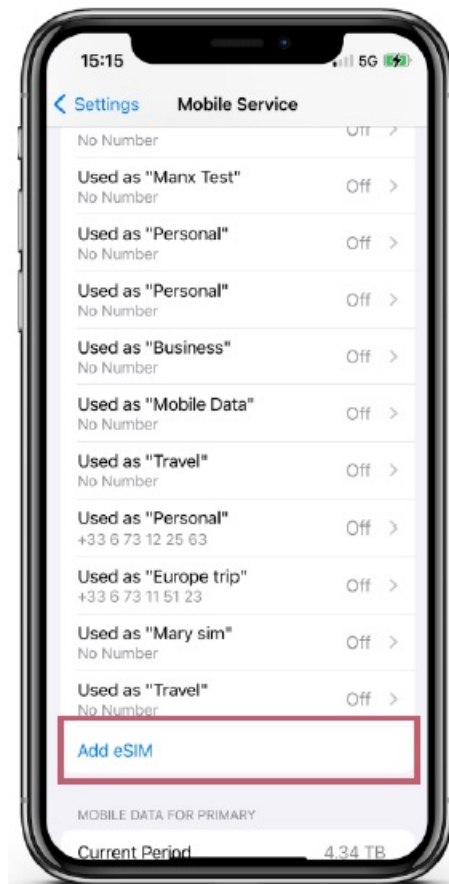 15:15
5G
Settings
Mobile Service
No Number
Off
Used as "Manx Test"
No Number
Off
Used as "Personal"
No Number
Off
Used as "Personal"
No Number
Off
Used as "Business"
No Number
Off
Used as "Mobile Data"
No Number
Off
Used as "Travel"
No Number
Off
Used as "Personal"
+33 6 73 12 25 63
Off
Used as "Europe trip"
+33 6 73 11 51 23
Off
Used as "Mary sim"
No Number
Off
Used as "Travel"
No Number
Off
Add eSIM
MOBILE DATA FOR PRIMARY
Current Period
4.34 TB